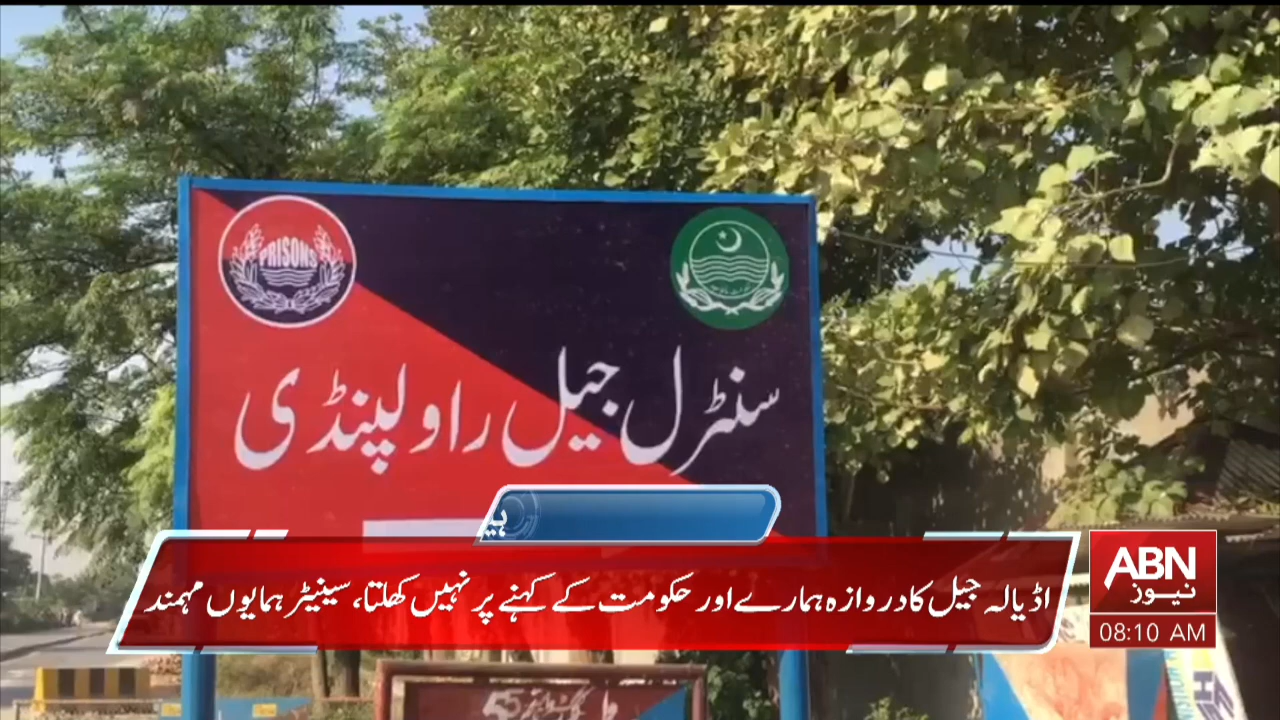 PRISONS
سنٹرل جیل راولپنڈی
اڈیالہ جیل کا دروازہ ہمارے اور حکومت کے کہنے پر نہیں کھلتا، سینیٹر ہمایوں مہمند
ABN
نیوز
08:10 AM